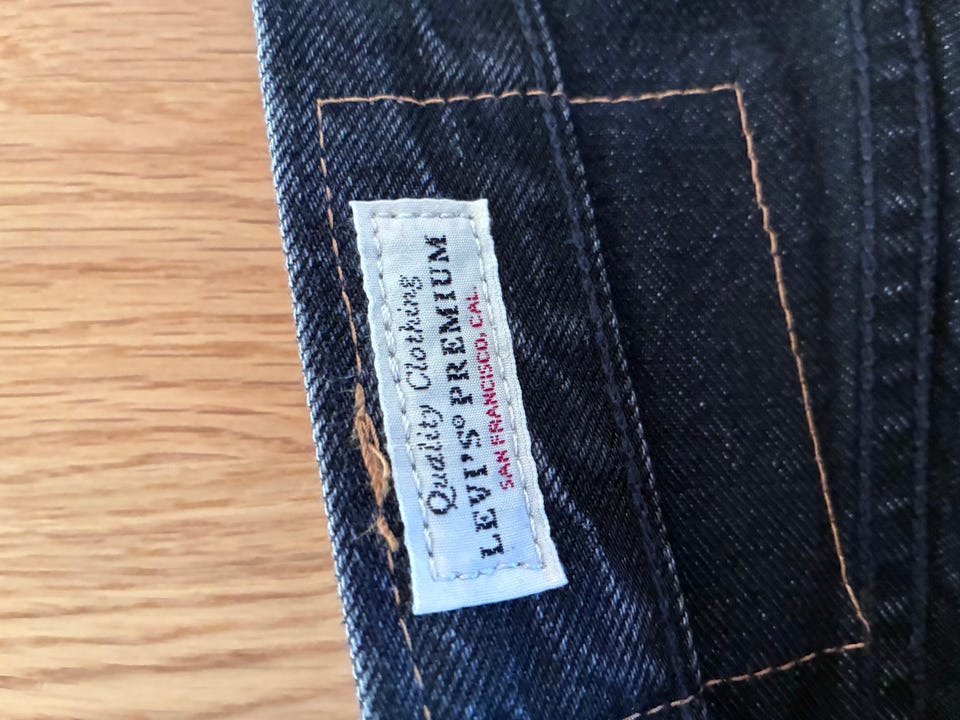 Quality Clothing
LEVI'S® PREMIUM
SAN FRANCISCO, CAL.